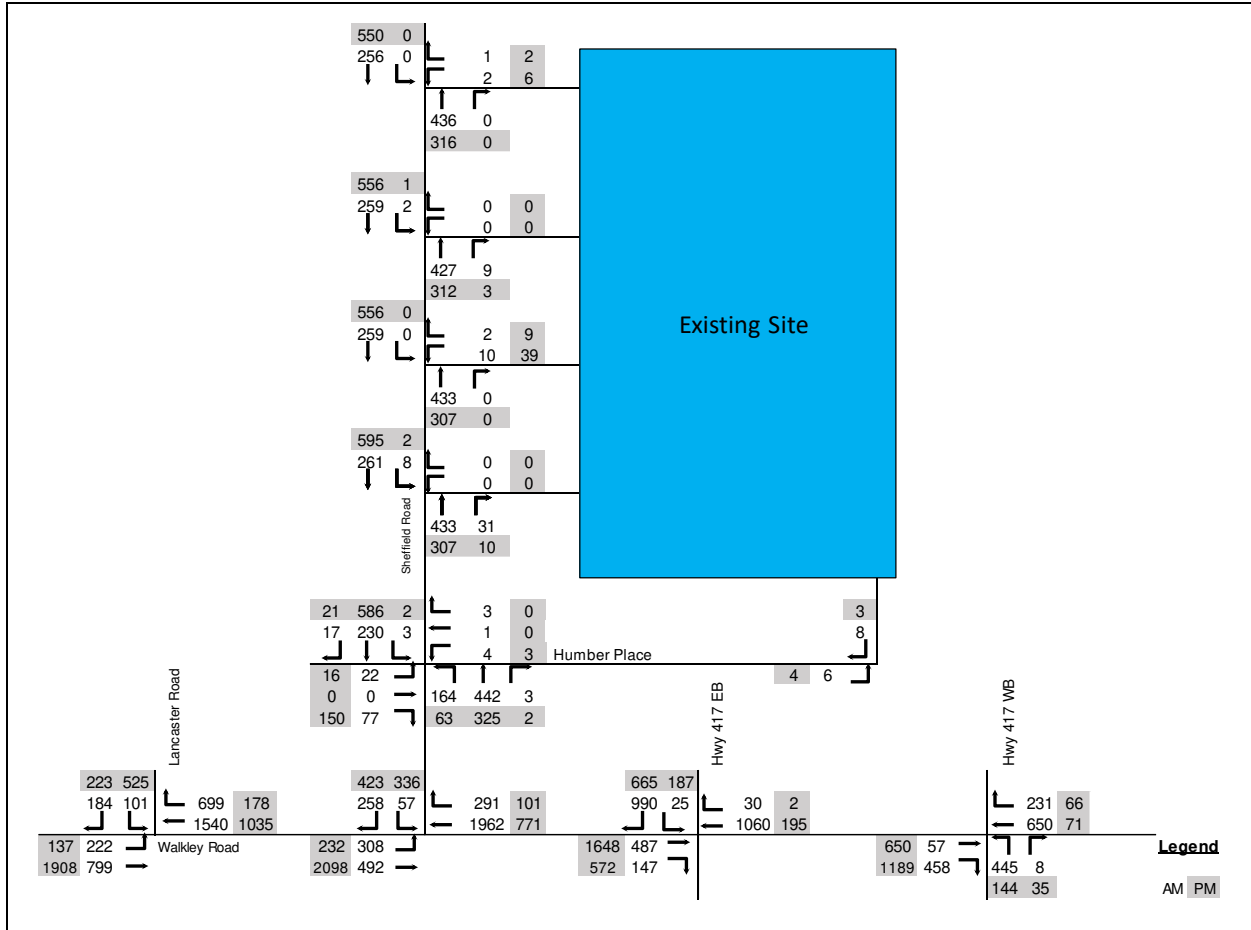 550 0
256 0 1 2
2 6
436 0
316 0
556 1
259 2 0 0
0 0
427 9
312 3
556 0
259 0 2 9
10 39
433 0
307 0
Existing Site
595 2
261 8 0 0
0 0
433 31
307 10
Sheffield Road
21 586 2 3 0 3
17 230 3 1 0 8
4 3 Humber Place
16 22 4 6
0 0 164 442 3
150 77 63 325 2
Lancaster Road
Hwy 417 EB
Hwy 417 WB
223 525 423 336 665 187
184 101 699 178 258 57 291 101 990 25 30 2 231 66
1540 1035 1962 771 1060 195 650 71
137 222 Walkley Road 232 308 1648 487 650 57 Legend
1908 799 2098 492 572 147 1189 458 445 8
144 35 AM PM